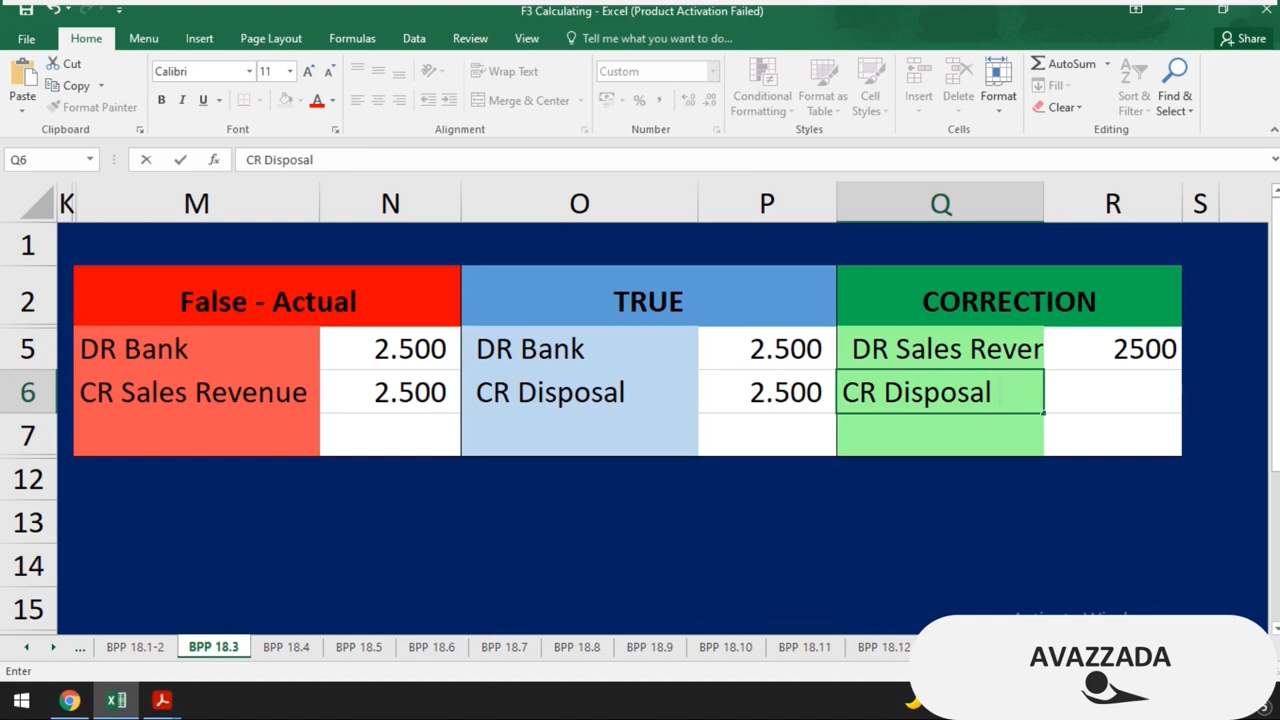 F3 Calculating - Excel (Product Activation Failed)
File Home Menu Insert Page Layout Formulas Data Review View Tell me what you want to do... Share
Paste
Cut
Copy
Format Painter
Calibri 11
B I U
Wrap Text
Merge & Center
Custom
Conditional Formatting
Format as Table
Cell Styles
Insert
Delete
Format
AutoSum
Fill
Clear
Sort & Filter
Find & Select
Clipboard Font Alignment Number Styles Cells Editing
Q6 fx CR Disposal
K M N O P Q R S
1
2 False - Actual TRUE CORRECTION
5 DR Bank 2.500 DR Bank 2.500 DR Sales Rever 2500
6 CR Sales Revenue 2.500 CR Disposal 2.500 CR Disposal
7
12
13
14
15
... BPP 18.1-2 BPP 18.3 BPP 18.4 BPP 18.5 BPP 18.6 BPP 18.7 BPP 18.8 BPP 18.9 BPP 18.10 BPP 18.11 BPP 18.12
Enter
AVAZZADA